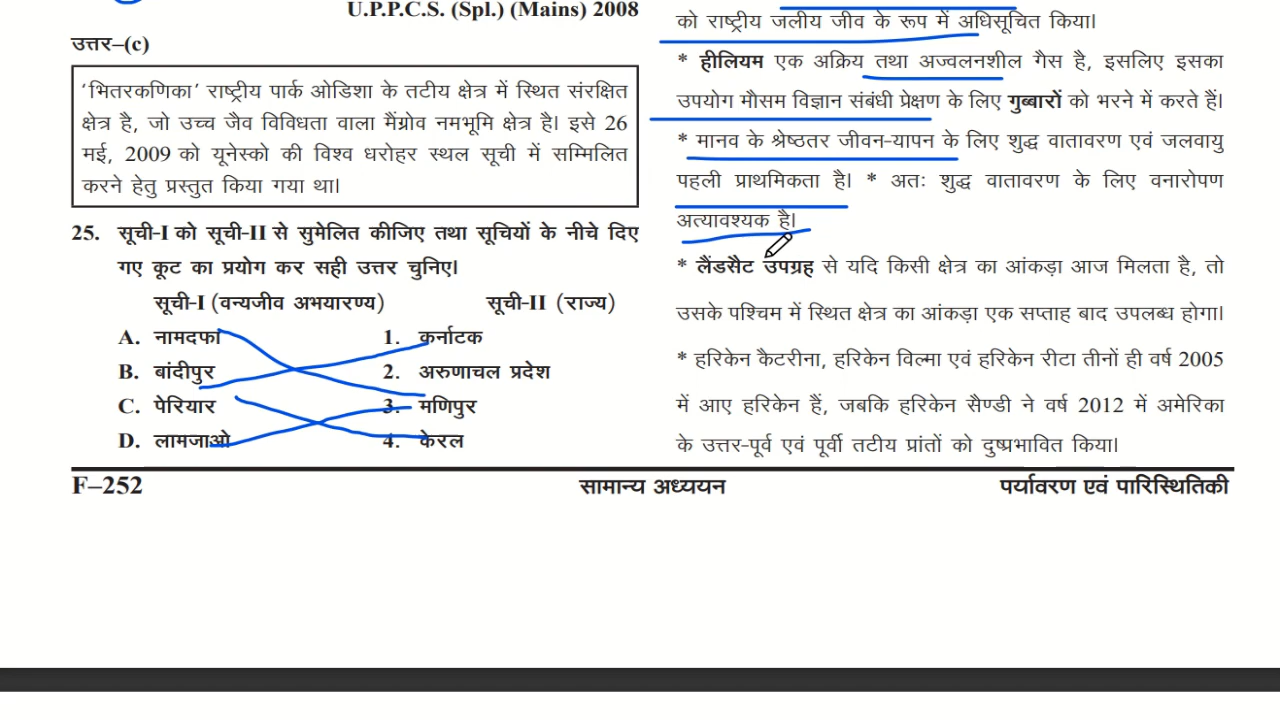 U.P.P.C.S. (Spl.) (Mains) 2008
उत्तर–(c)
'भितरकणिका' राष्ट्रीय पार्क ओडिशा के तटीय क्षेत्र में स्थित संरक्षित
क्षेत्र है, जो उच्च जैव विविधता वाला मैंग्रोव नमभूमि क्षेत्र है। इसे 26
मई, 2009 को यूनेस्को की विश्व धरोहर स्थल सूची में सम्मिलित
करने हेतु प्रस्तुत किया गया था।
25. सूची-I को सूची-II से सुमेलित कीजिए तथा सूचियों के नीचे दिए
गए कूट का प्रयोग कर सही उत्तर चुनिए।
सूची-I (वन्यजीव अभयारण्य) सूची-II (राज्य)
A. नामदफा 1. कर्नाटक
B. बांदीपुर 2. अरुणाचल प्रदेश
C. पेरियार 3. मणिपुर
D. लामजाओ 4. केरल
को राष्ट्रीय जलीय जीव के रूप में अधिसूचित किया।
* हीलियम एक अक्रिय तथा अज्वलनशील गैस है, इसलिए इसका
उपयोग मौसम विज्ञान संबंधी प्रेक्षण के लिए गुब्बारों को भरने में करते हैं।
* मानव के श्रेष्ठतर जीवन-यापन के लिए शुद्ध वातावरण एवं जलवायु
पहली प्राथमिकता है। * अतः शुद्ध वातावरण के लिए वनारोपण
अत्यावश्यक है।
* लैंडसैट उपग्रह से यदि किसी क्षेत्र का आंकड़ा आज मिलता है, तो
उसके पश्चिम में स्थित क्षेत्र का आंकड़ा एक सप्ताह बाद उपलब्ध होगा।
* हरिकेन कैटरीना, हरिकेन विल्मा एवं हरिकेन रीटा तीनों ही वर्ष 2005
में आए हरिकेन हैं, जबकि हरिकेन सैण्डी ने वर्ष 2012 में अमेरिका
के उत्तर-पूर्व एवं पूर्वी तटीय प्रांतों को दुष्प्रभावित किया।
F–252 सामान्य अध्ययन पर्यावरण एवं पारिस्थितिकी